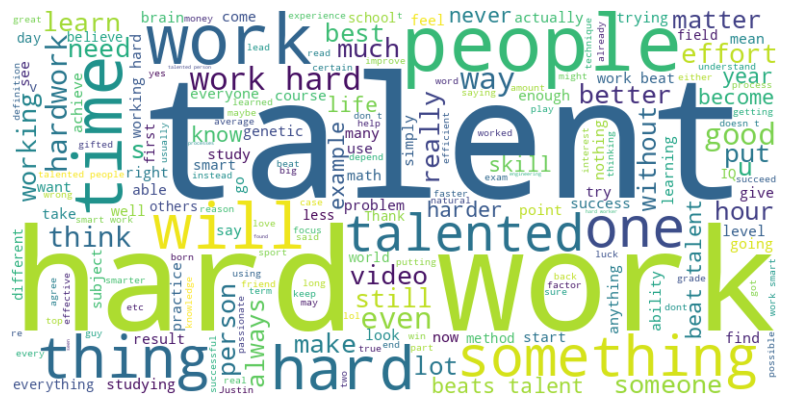 great money experience school t
learn brain come never actually trying matter
day believe work best feel people technique already field mean effort
need lead read certain improve might understand
definition see yes talented person much
time everyone work hard way word either process
hardwork achieve working hard course learned maybe enough saying amount work beat year
working gifted average don t help life better become
v s first usually know genetic many play worked doesn t getting
talent
talented people smart study use simply efficient skill interest nothing thinking good
want right instead beat big math exam engineering without learning IQ put u
wrong able go example really depend faster natural try succeed
take well others problem Thank harder hard worker success give hour
smart work reason less case point level
think will say love talented one going
different subject born focus said world luck
hard work
agree smarter using sport video putting back anything ability beat talent grade
effective practice knowledge friend long still factor sure dont got work smart
re top etc guy person always term keep may even lol
result make look now method start find possible
every successful real true end win part
thing hard lot something
everything studying Justin two beats talent someone